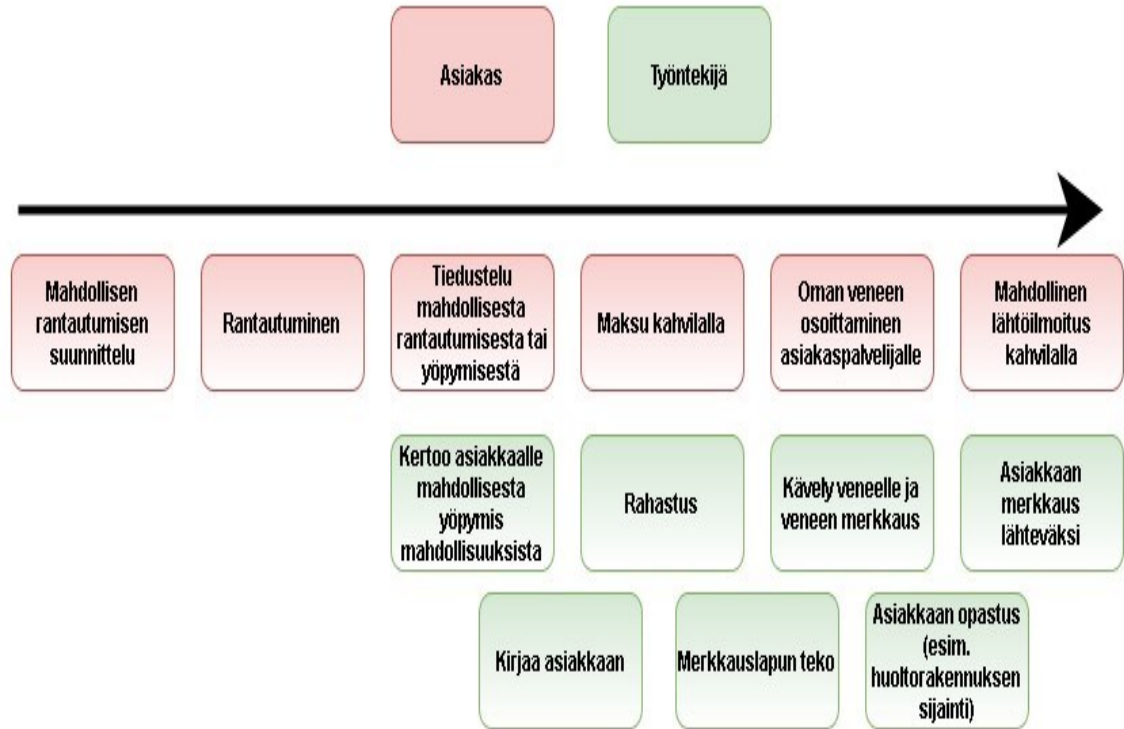 Asiakas
Työntekijä
Mahdollisen
rantautumisen
suunnittelu
Rantautuminen
Tiedustelu
mahdollisesta
rantautumisesta tai
yöpymisestä
Maksu kahvilalla
Oman veneen
osoittaminen
asiakaspalvelijalle
Mahdollinen
lähtöilmoitus
kahvilalla
Kertoo asiakkaalle
mahdollisesta
yöpymis
mahdollisuuksista
Rahastus
Kävely veneelle ja
veneen merkkaus
Asiakkaan
merkkaus
lähteväksi
Kirjaa asiakkaan
Merkkauslapun teko
Asiakkaan opastus
(esim.
huoltorakennuksen
sijainti)